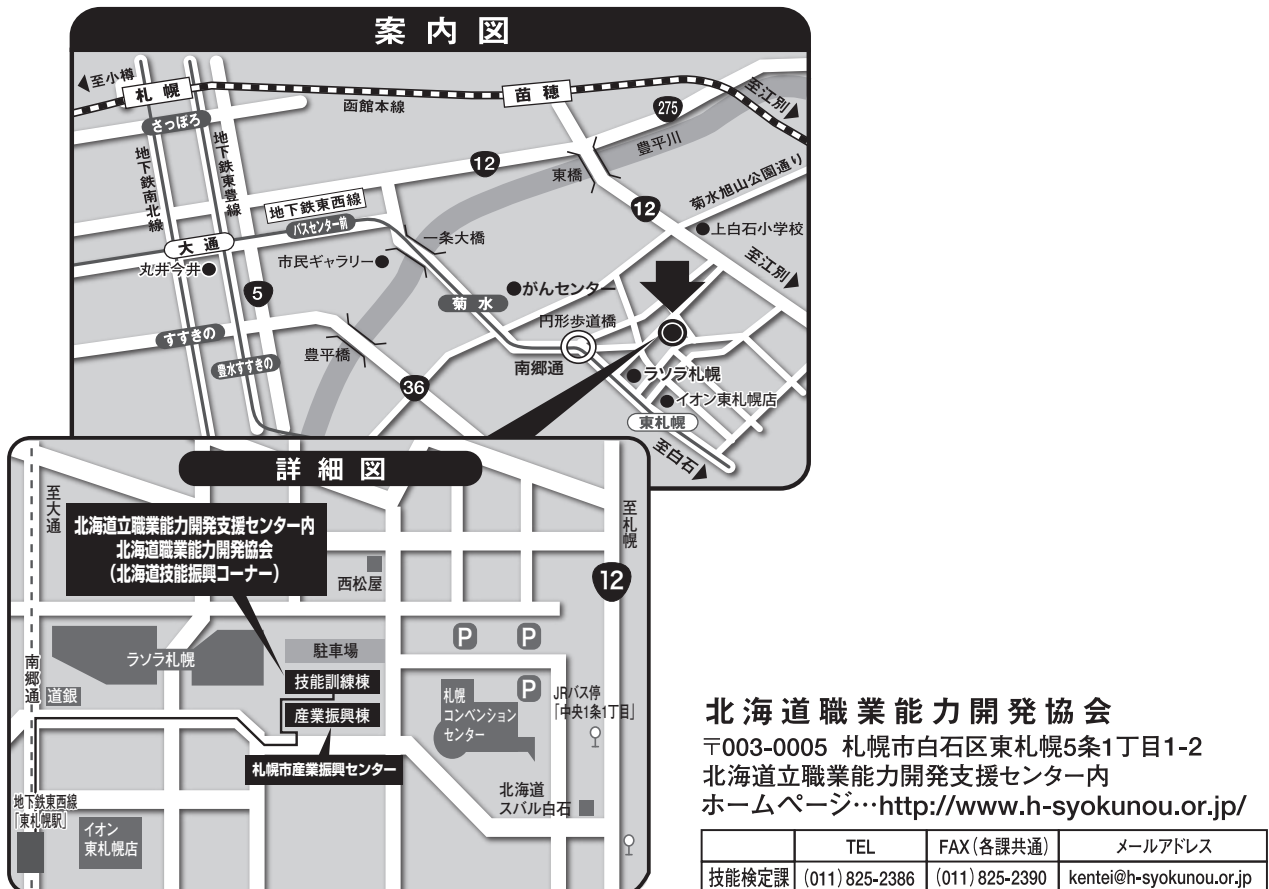 案内図
至小樽
札幌
函館本線
苗穂
至江別
275
さっぽろ
地下鉄南北線
地下鉄東豊線
豊平川
12
東橋
菊水旭山公園通り
地下鉄東西線
バスセンター前
12
上白石小学校
一条大橋
大通
丸井今井
市民ギャラリー
至江別
5
がんセンター
菊水
円形歩道橋
すすきの
豊平橋
豊水すすきの
南郷通
ラソラ札幌
36
イオン東札幌店
東札幌
至白石
詳細図
至大通
至札幌
北海道立職業能力開発支援センター内
北海道職業能力開発協会
(北海道技能振興コーナー)
西松屋
12
ラソラ札幌
駐車場
P
P
南郷通
道銀
技能訓練棟
P
産業振興棟
札幌
コンベンション
センター
JRバス停
「中央1条1丁目」
札幌市産業振興センター
北海道
スバル白石
地下鉄東西線
「東札幌駅」
イオン
東札幌店
北海道職業能力開発協会
〒003-0005 札幌市白石区東札幌5条1丁目1-2
北海道立職業能力開発支援センター内
ホームページ…http://www.h-syokunou.or.jp/
TEL FAX(各課共通) メールアドレス
技能検定課 (011)825-2386 (011)825-2390 kentei@h-syokunou.or.jp